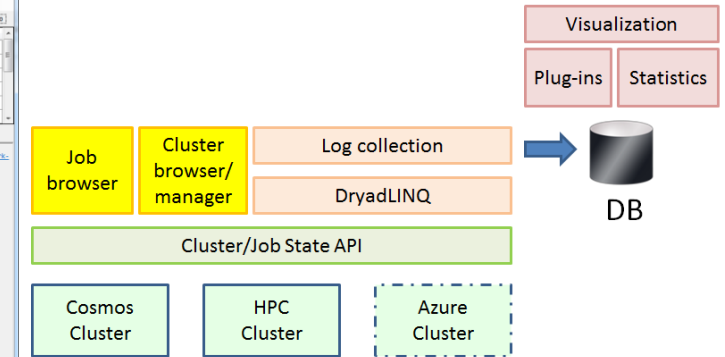 Visualization
Plug-ins
Statistics
Job
browser
Cluster
browser/
manager
Log collection
DryadLINQ
DB
Cluster/Job State API
Cosmos
Cluster
HPC
Cluster
Azure
Cluster